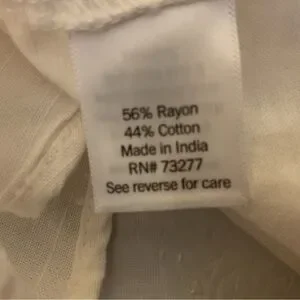 56% Rayon
44% Cotton
Made in India
RN# 73277
See reverse for care